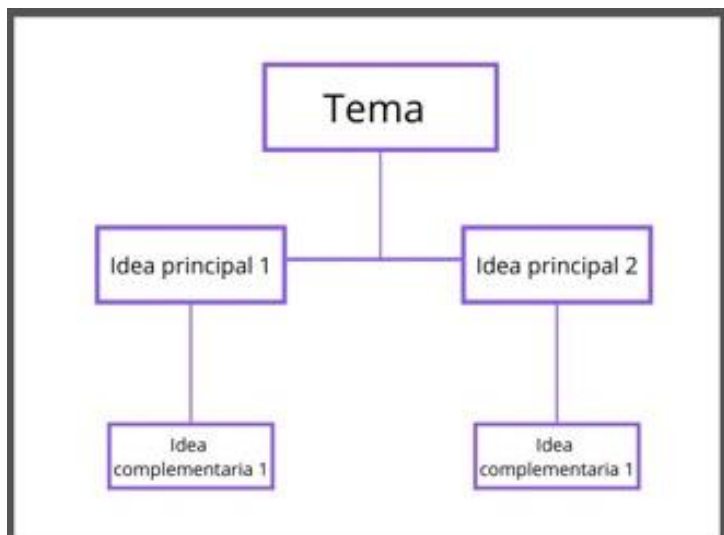 Tema
Idea principal 1
Idea principal 2
Idea
complementaria 1
Idea
complementaria 1